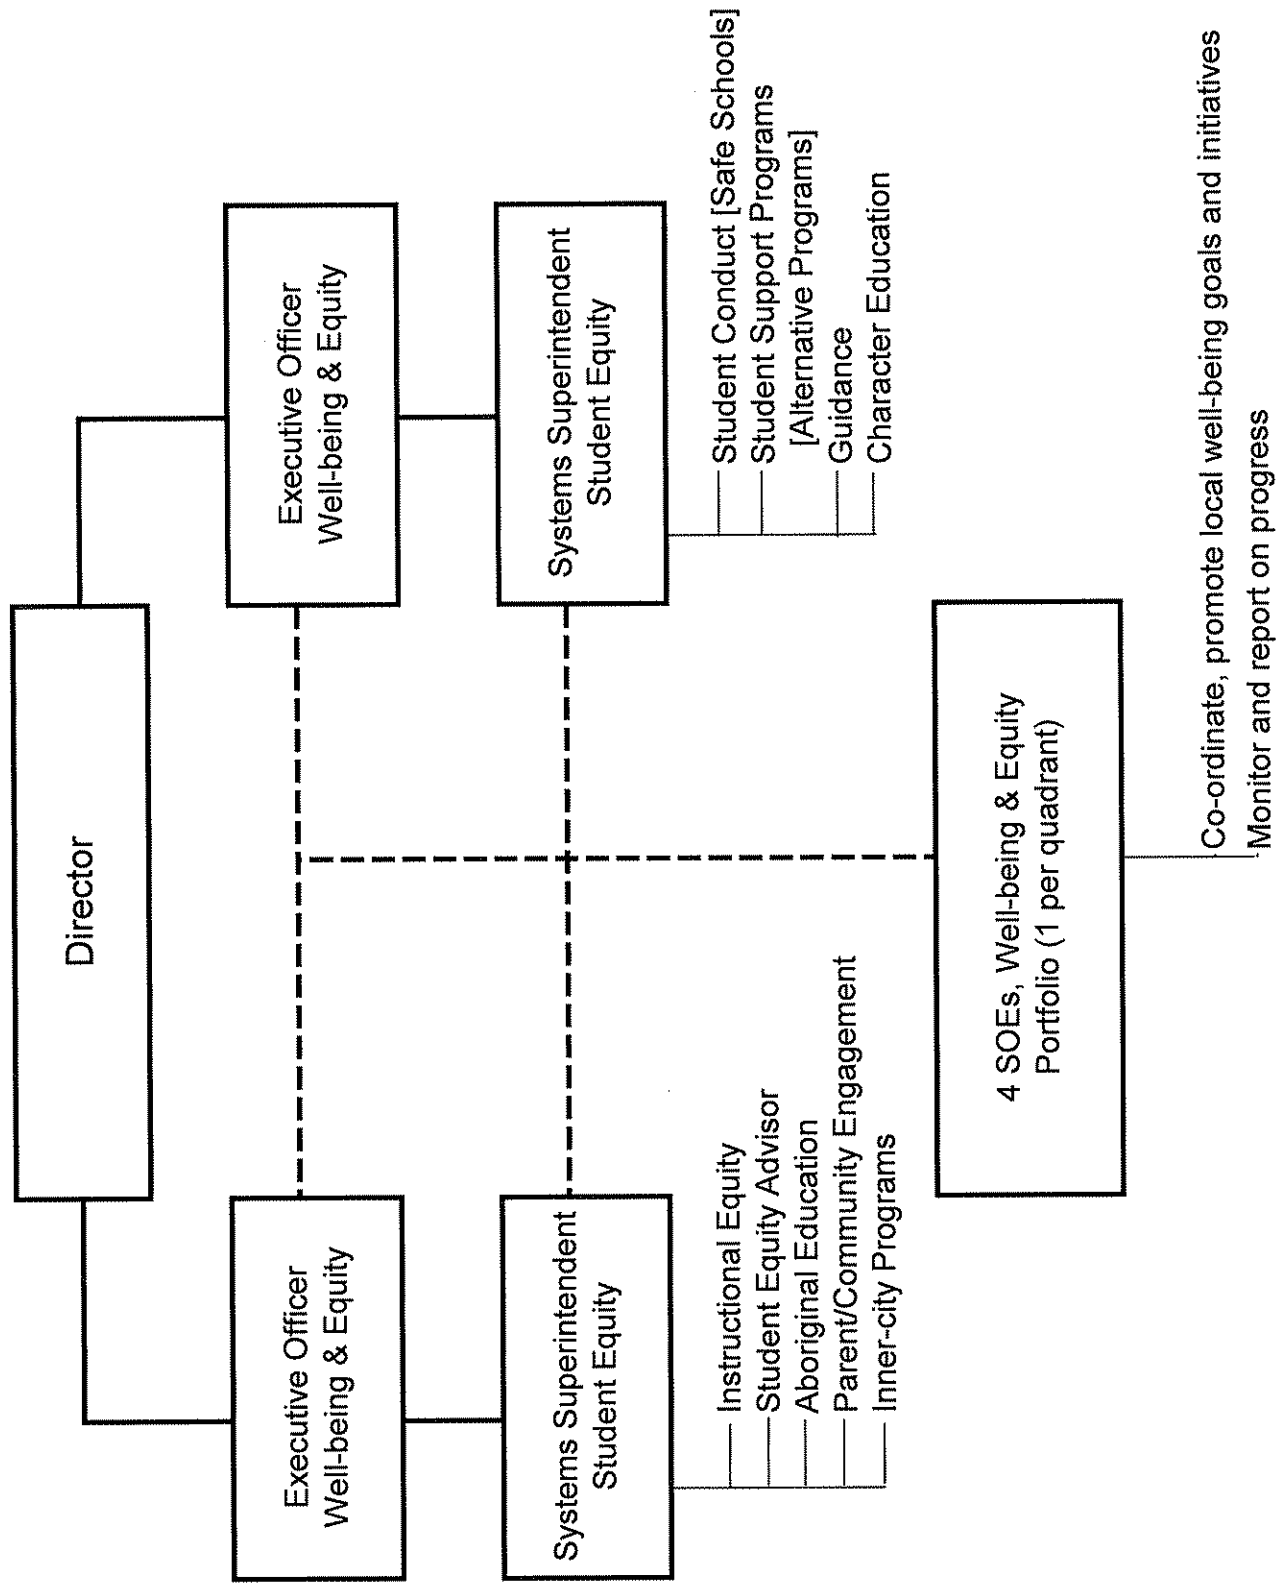 Director
Executive Officer
Well-being & Equity
Executive Officer
Well-being & Equity
Systems Superintendent
Student Equity
Systems Superintendent
Student Equity
Instructional Equity
Student Equity Advisor
Aboriginal Education
Parent/Community Engagement
Inner-city Programs
Student Conduct [Safe Schools]
Student Support Programs
[Alternative Programs]
Guidance
Character Education
4 SOEs, Well-being & Equity
Portfolio (1 per quadrant)
Co-ordinate, promote local well-being goals and initiatives
Monitor and report on progress